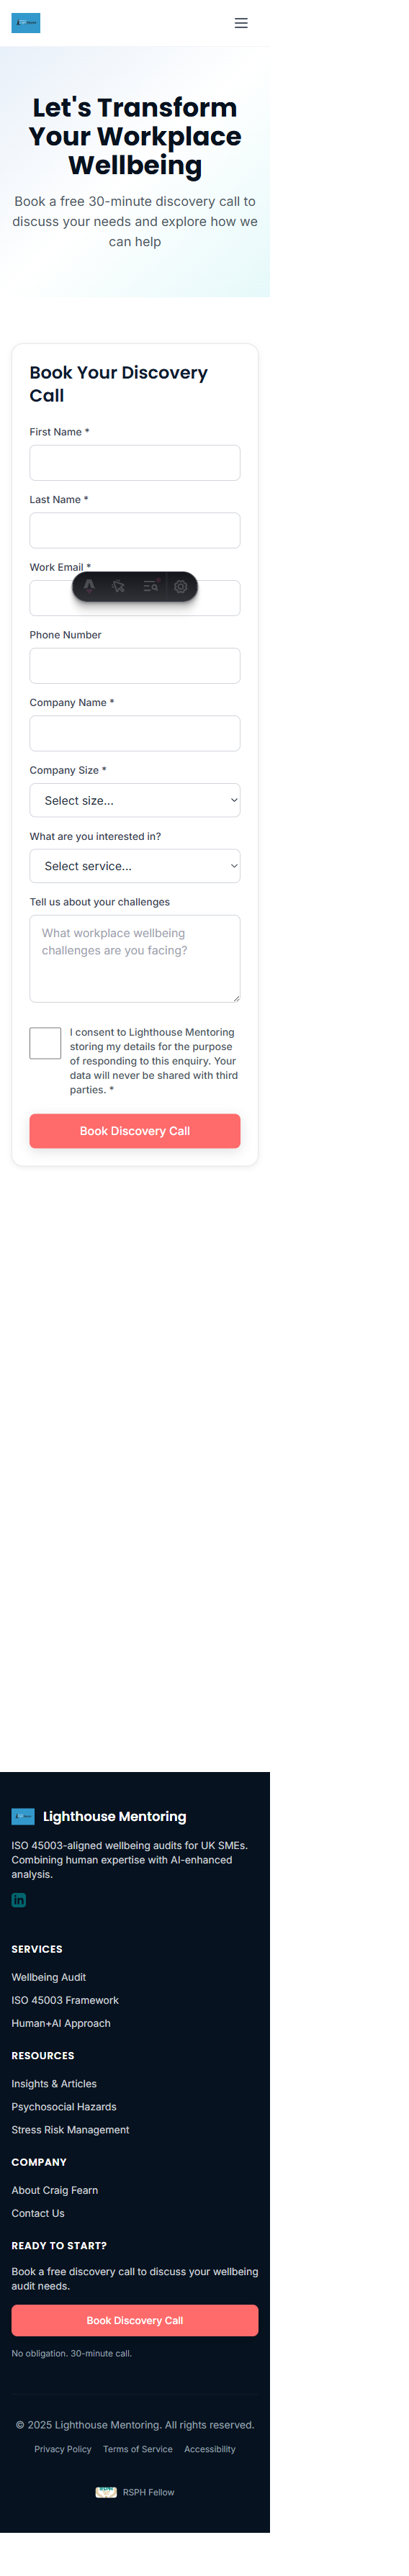 Let's Transform
Your Workplace
Wellbeing
Book a free 30-minute discovery call to
discuss your needs and explore how we
can help
Book Your Discovery
Call
First Name *
Last Name *
Work Email *
Phone Number
Company Name *
Company Size *
Select size...
What are you interested in?
Select service...
Tell us about your challenges
What workplace wellbeing
challenges are you facing?
I consent to Lighthouse Mentoring
storing my details for the purpose
of responding to this enquiry. Your
data will never be shared with third
parties. *
Book Discovery Call
Lighthouse Mentoring
ISO 45003-aligned wellbeing audits for UK SMEs.
Combining human expertise with AI-enhanced
analysis.
in
SERVICES
Wellbeing Audit
ISO 45003 Framework
Human+AI Approach
RESOURCES
Insights & Articles
Psychosocial Hazards
Stress Risk Management
COMPANY
About Craig Fearn
Contact Us
READY TO START?
Book a free discovery call to discuss your wellbeing
audit needs.
Book Discovery Call
No obligation. 30-minute call.
© 2025 Lighthouse Mentoring. All rights reserved.
Privacy Policy Terms of Service Accessibility
RSPH Fellow